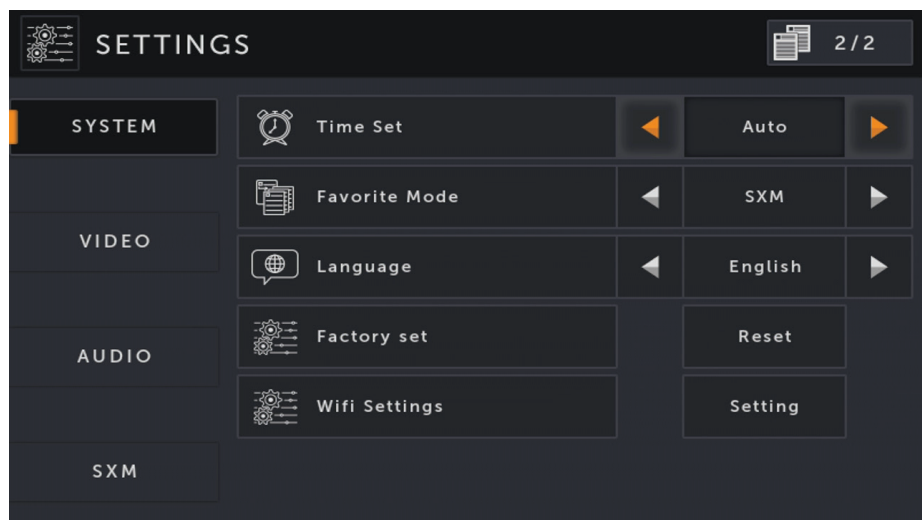 SETTINGS
2/2
SYSTEM
VIDEO
AUDIO
SXM
Time Set
Auto
Favorite Mode
SXM
Language
English
Factory set
Reset
Wifi Settings
Setting